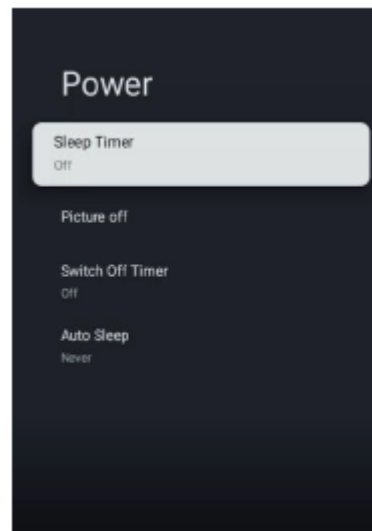 Power
Sleep Timer
Off
Picture off
Switch Off Timer
Off
Auto Sleep
Never